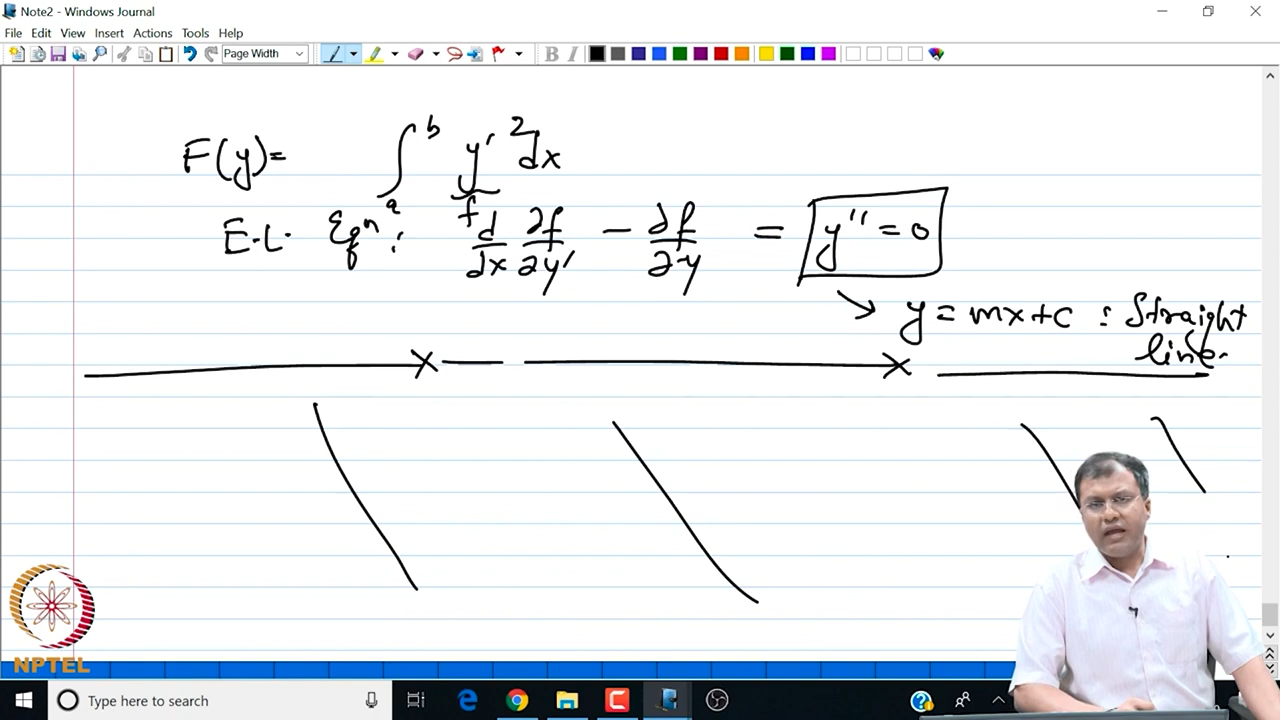 Note2 - Windows Journal
File Edit View Insert Actions Tools Help
Page Width B I
F(y)= ∫_a^b y'^2 dx
f
E.L. Eqⁿ : d/dx ∂f/∂y' - ∂f/∂y = y'' = 0
→ y = mx+c : Straight
line.
NPTEL
Type here to search